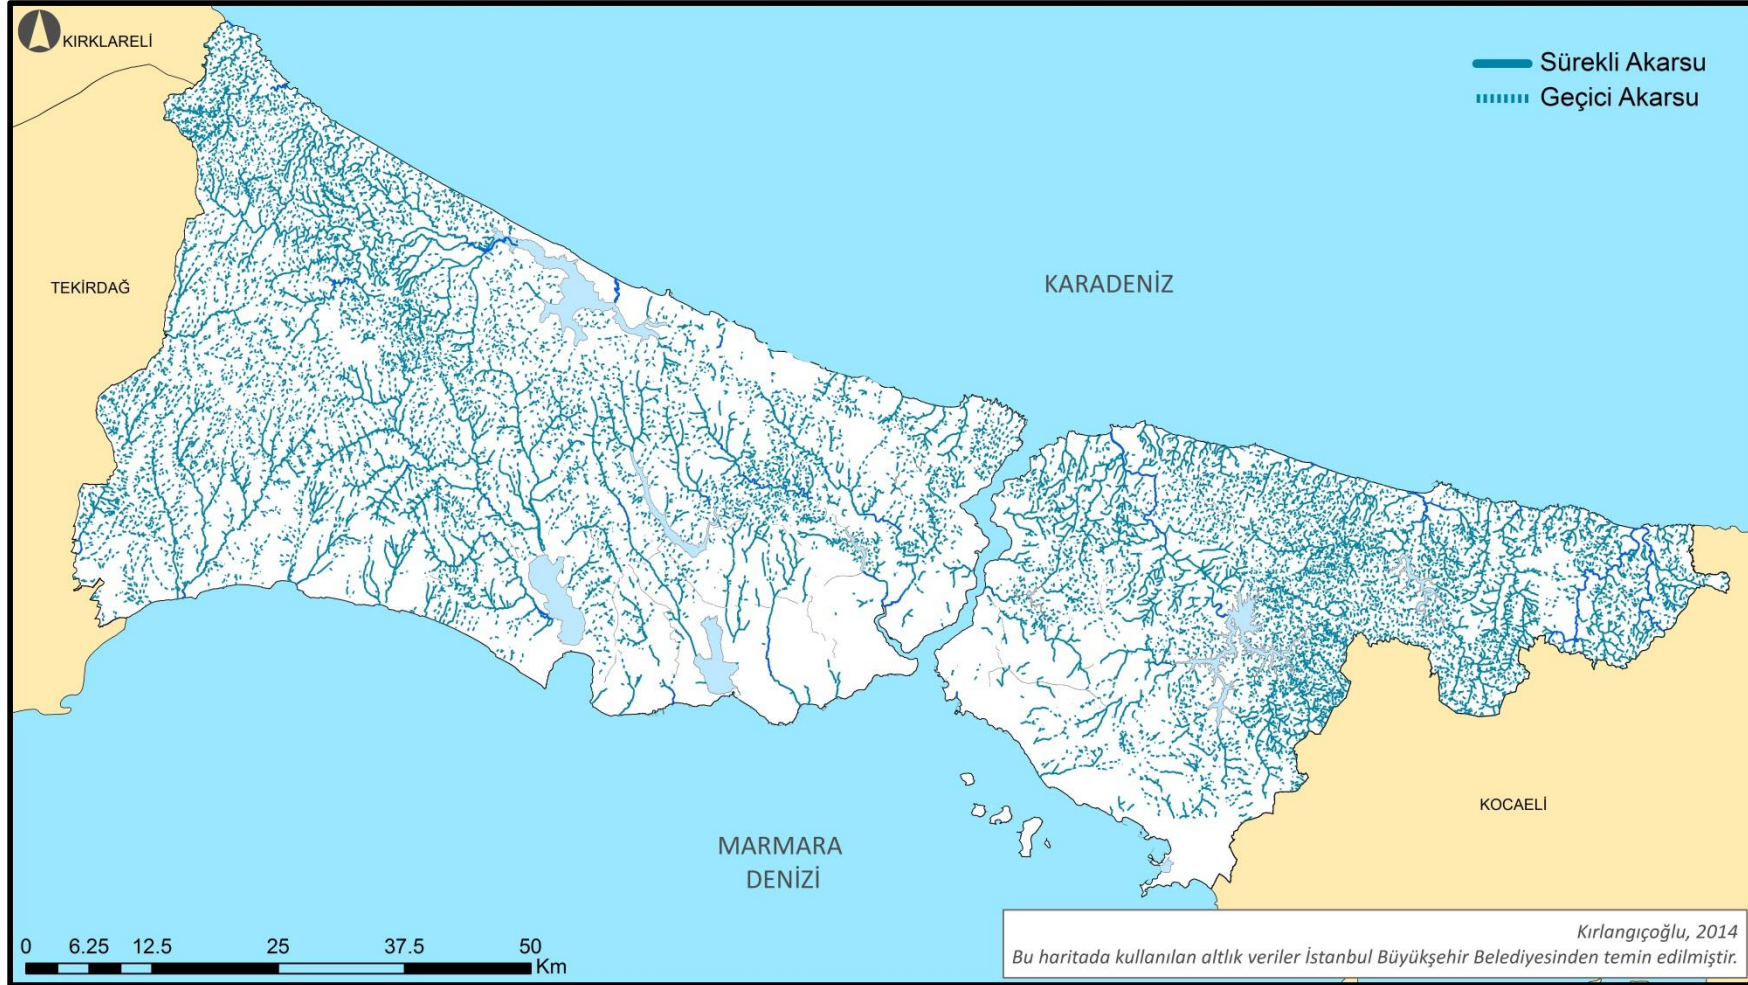 KIRKLARELİ
Sürekli Akarsu
Geçici Akarsu
TEKİRDAĞ
KARADENİZ
KOCAELİ
MARMARA
DENİZİ
0 6.25 12.5 25 37.5 50
Km
Kırlangıçoğlu, 2014
Bu haritada kullanılan altlık veriler İstanbul Büyükşehir Belediyesinden temin edilmiştir.